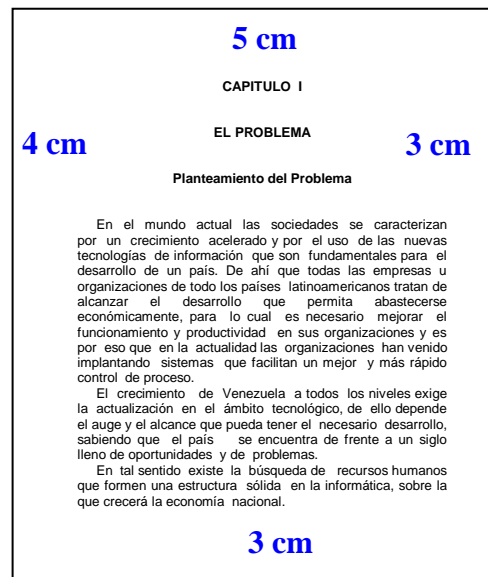 5 cm
CAPITULO I
EL PROBLEMA
4 cm
3 cm
Planteamiento del Problema
En el mundo actual las sociedades se caracterizan
por un crecimiento acelerado y por el uso de las nuevas
tecnologías de información que son fundamentales para el
desarrollo de un país. De ahí que todas las empresas u
organizaciones de todo los países latinoamericanos tratan de
alcanzar el desarrollo que permita abastecerse
económicamente, para lo cual es necesario mejorar el
funcionamiento y productividad en sus organizaciones y es
por eso que en la actualidad las organizaciones han venido
implantando sistemas que facilitan un mejor y más rápido
control de proceso.
El crecimiento de Venezuela a todos los niveles exige
la actualización en el ámbito tecnológico, de ello depende
el auge y el alcance que pueda tener el necesario desarrollo,
sabiendo que el país se encuentra de frente a un siglo
lleno de oportunidades y de problemas.
En tal sentido existe la búsqueda de recursos humanos
que formen una estructura sólida en la informática, sobre la
que crecerá la economía nacional.
3 cm